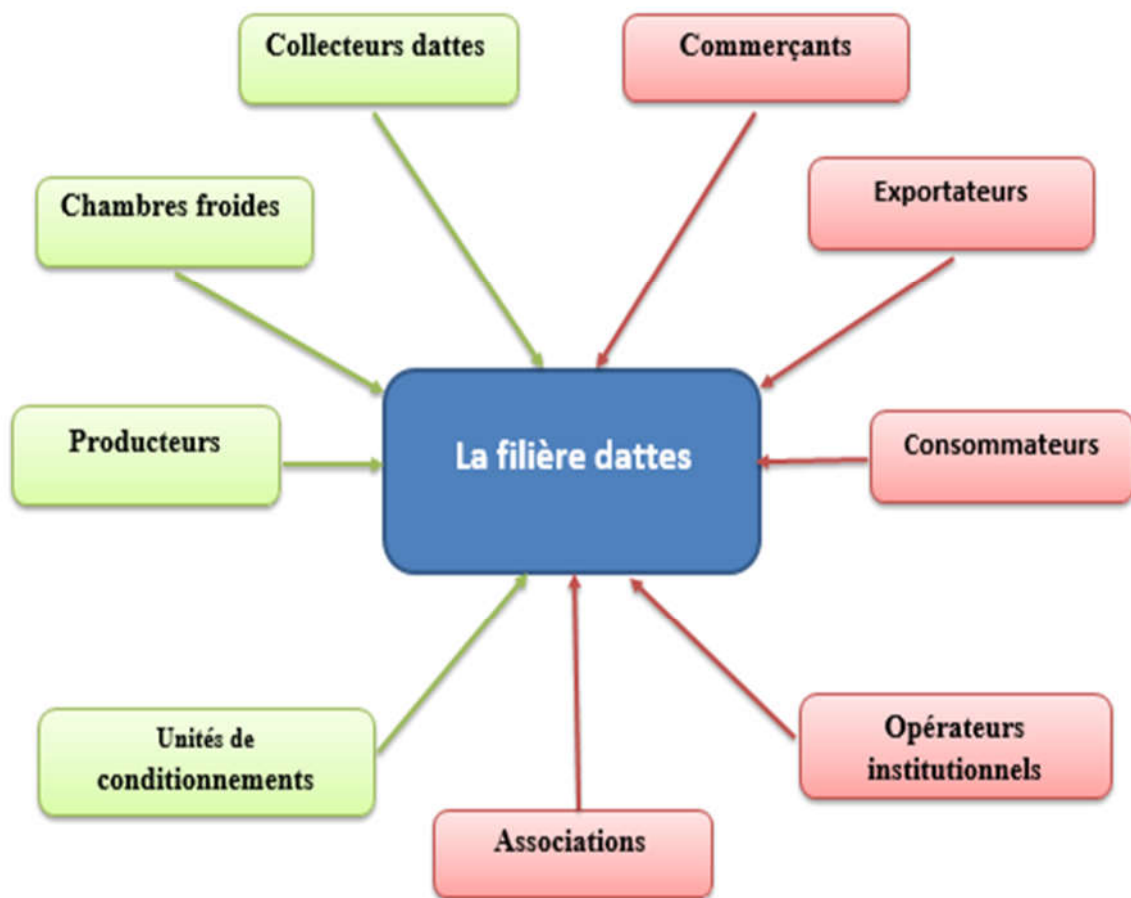 Collecteurs dattes
Commerçants
Chambres froides
Exportateurs
Producteurs
La filière dattes
Consommateurs
Unités de
conditionnements
Opérateurs
institutionnels
Associations